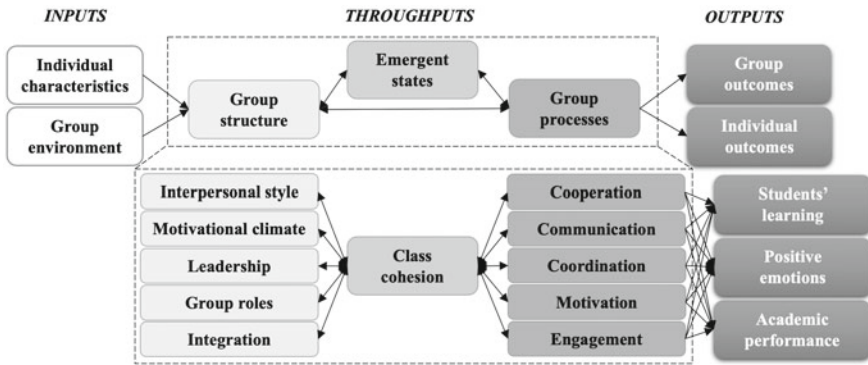 INPUTS
THROUGHPUTS
OUTPUTS
Individual
characteristics
Group
environment
Group
structure
Emergent
states
Group
processes
Group
outcomes
Individual
outcomes
Interpersonal style
Motivational climate
Leadership
Group roles
Integration
Class
cohesion
Cooperation
Communication
Coordination
Motivation
Engagement
Students’
learning
Positive
emotions
Academic
performance